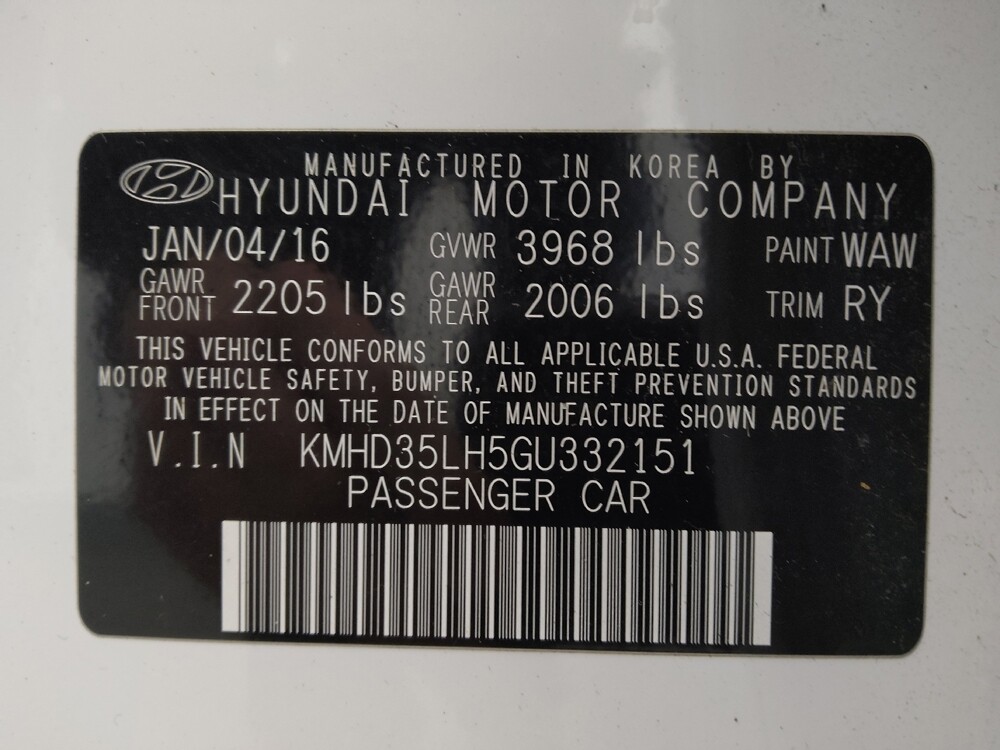 MANUFACTURED IN KOREA BY
HYUNDAI MOTOR COMPANY
JAN/04/16 GVWR 3968 lbs PAINT WAW
GAWR FRONT 2205 lbs GAWR REAR 2006 lbs TRIM RY
THIS VEHICLE CONFORMS TO ALL APPLICABLE U.S.A. FEDERAL
MOTOR VEHICLE SAFETY, BUMPER, AND THEFT PREVENTION STANDARDS
IN EFFECT ON THE DATE OF MANUFACTURE SHOWN ABOVE
V.I.N KMHD35LH5GU332151
PASSENGER CAR